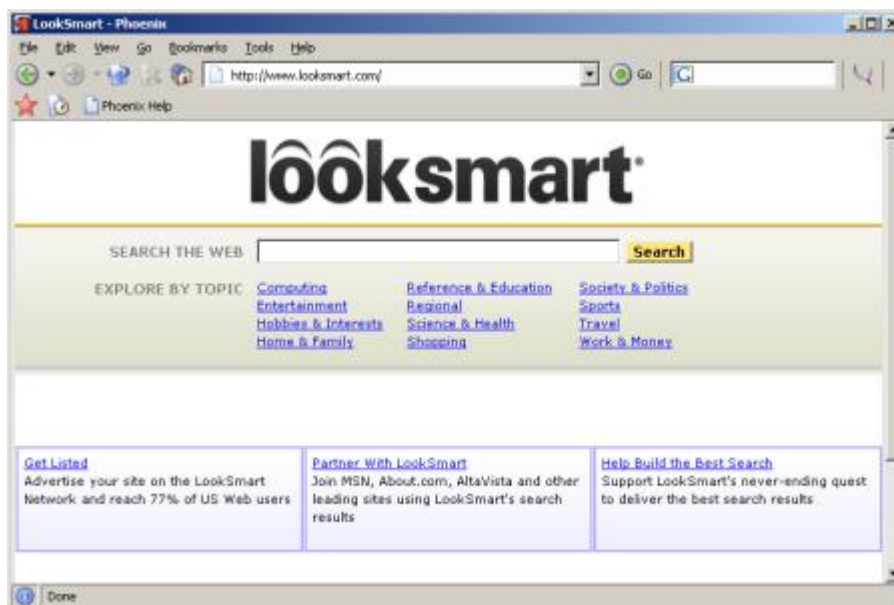 LookSmart - Phoenix
File Edit View Go Bookmarks Tools Help
http://www.looksmart.com/ Go G
Phoenix Help
looksmart
SEARCH THE WEB Search
EXPLORE BY TOPIC Computing Reference & Education Society & Politics
Entertainment Regional Sports
Hobbies & Interests Science & Health Travel
Home & Family Shopping Work & Money
Get Listed Partner With LookSmart Help Build the Best Search
Advertise your site on the LookSmart Join MSN, About.com, AltaVista and other Support LookSmart's never-ending quest
Network and reach 77% of US Web users leading sites using LookSmart's search to deliver the best search results
results
Done